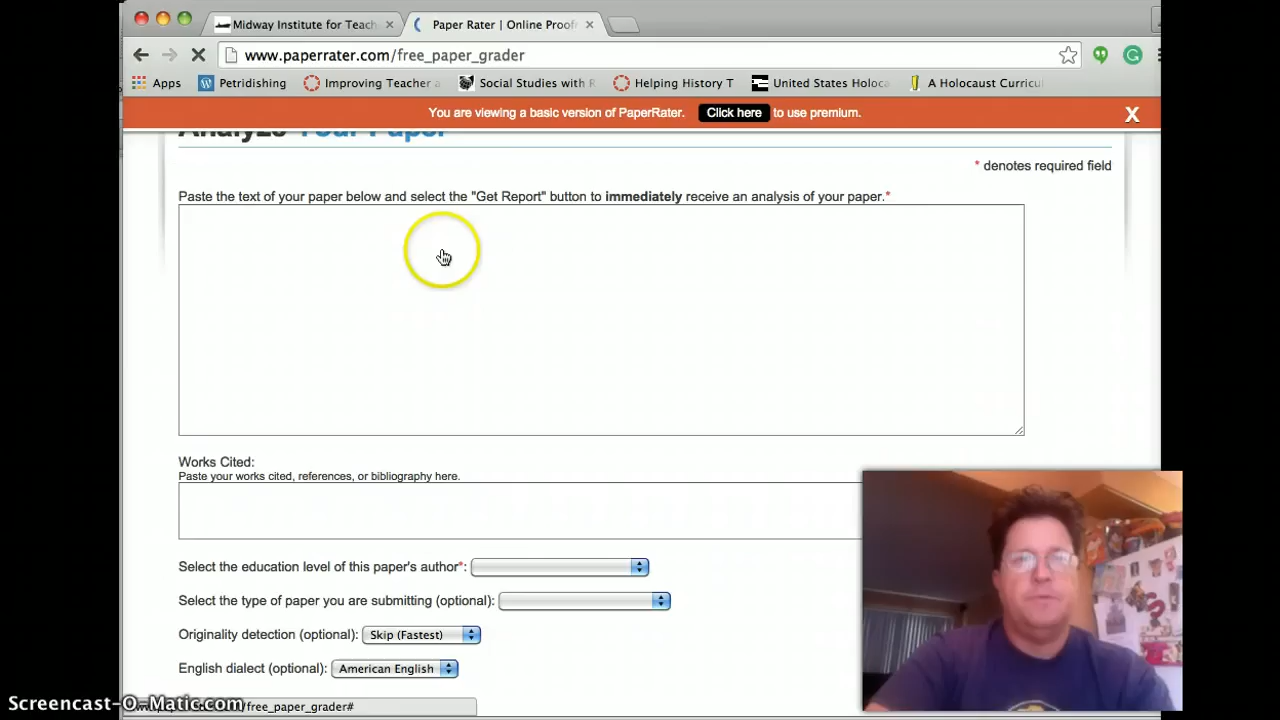 Midway Institute for Teach
Paper Rater | Online Proofr
www.paperrater.com/free_paper_grader
Apps
Petridishing
Improving Teacher a
Social Studies with R
Helping History T
United States Holoca
A Holocaust Curricul
You are viewing a basic version of PaperRater. Click here to use premium. X
Analyze Your Paper
* denotes required field
Paste the text of your paper below and select the "Get Report" button to immediately receive an analysis of your paper.*
Works Cited:
Paste your works cited, references, or bibliography here.
Select the education level of this paper's author*:
Select the type of paper you are submitting (optional):
Originality detection (optional): Skip (Fastest)
English dialect (optional): American English
/free_paper_grader#
Screencast-O-Matic.com